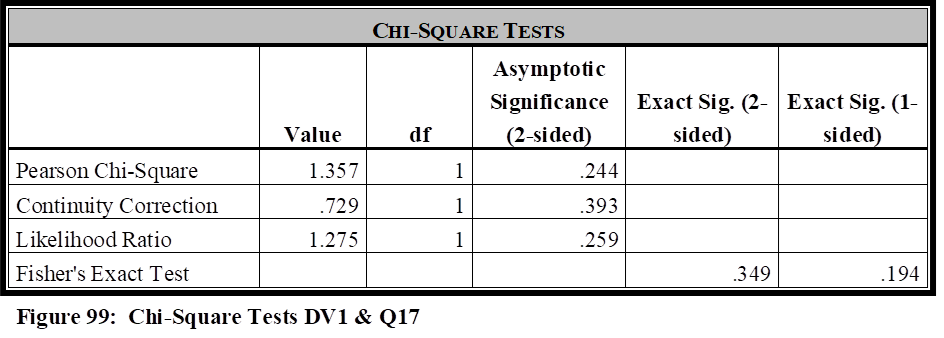 CHI-SQUARE TESTS
Value df Asymptotic Significance (2-sided) Exact Sig. (2-sided) Exact Sig. (1-sided)
Pearson Chi-Square 1.357 1 .244
Continuity Correction .729 1 .393
Likelihood Ratio 1.275 1 .259
Fisher's Exact Test .349 .194
Figure 99: Chi-Square Tests DV1 & Q17